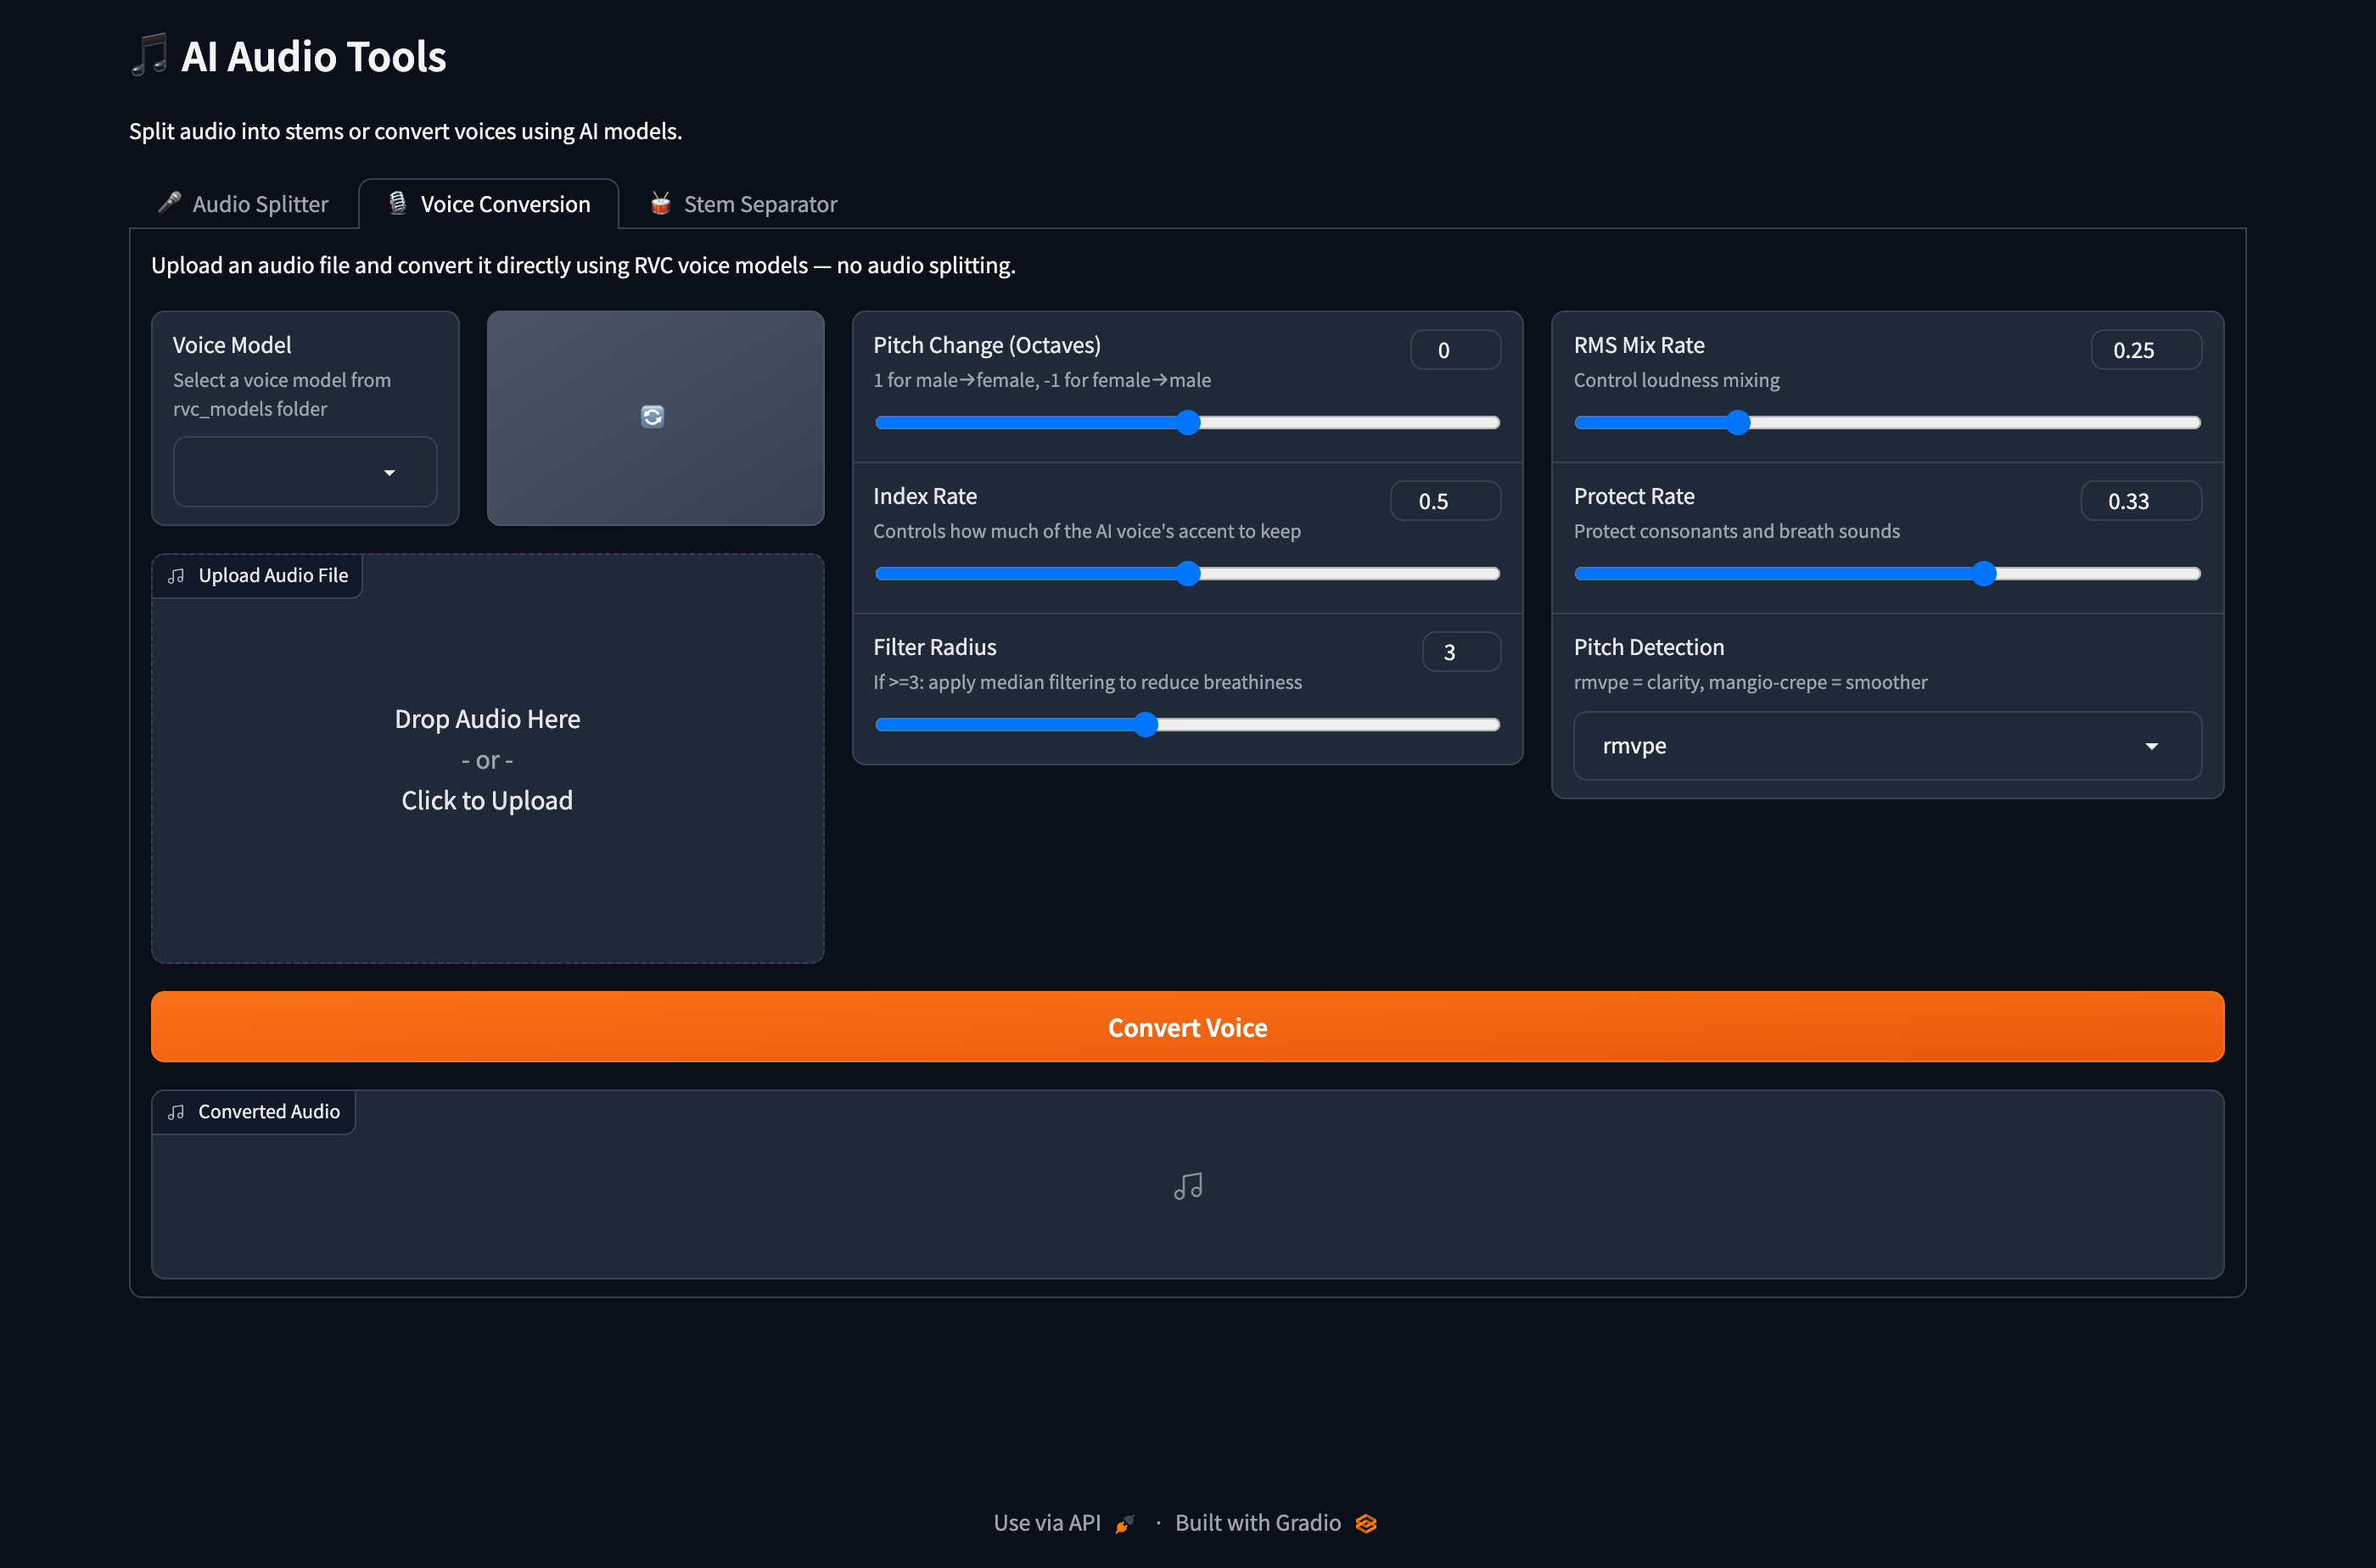 AI Audio Tools
Split audio into stems or convert voices using AI models.
Audio Splitter
Voice Conversion
Stem Separator
Upload an audio file and convert it directly using RVC voice models — no audio splitting.
Voice Model
Select a voice model from
rvc_models folder
Upload Audio File
Drop Audio Here
- or -
Click to Upload
Pitch Change (Octaves)
0
1 for male→female, -1 for female→male
Index Rate
0.5
Controls how much of the AI voice's accent to keep
Filter Radius
3
If >=3: apply median filtering to reduce breathiness
RMS Mix Rate
0.25
Control loudness mixing
Protect Rate
0.33
Protect consonants and breath sounds
Pitch Detection
rmvpe = clarity, mangio-crepe = smoother
rmvpe
Convert Voice
Converted Audio
Use via API · Built with Gradio